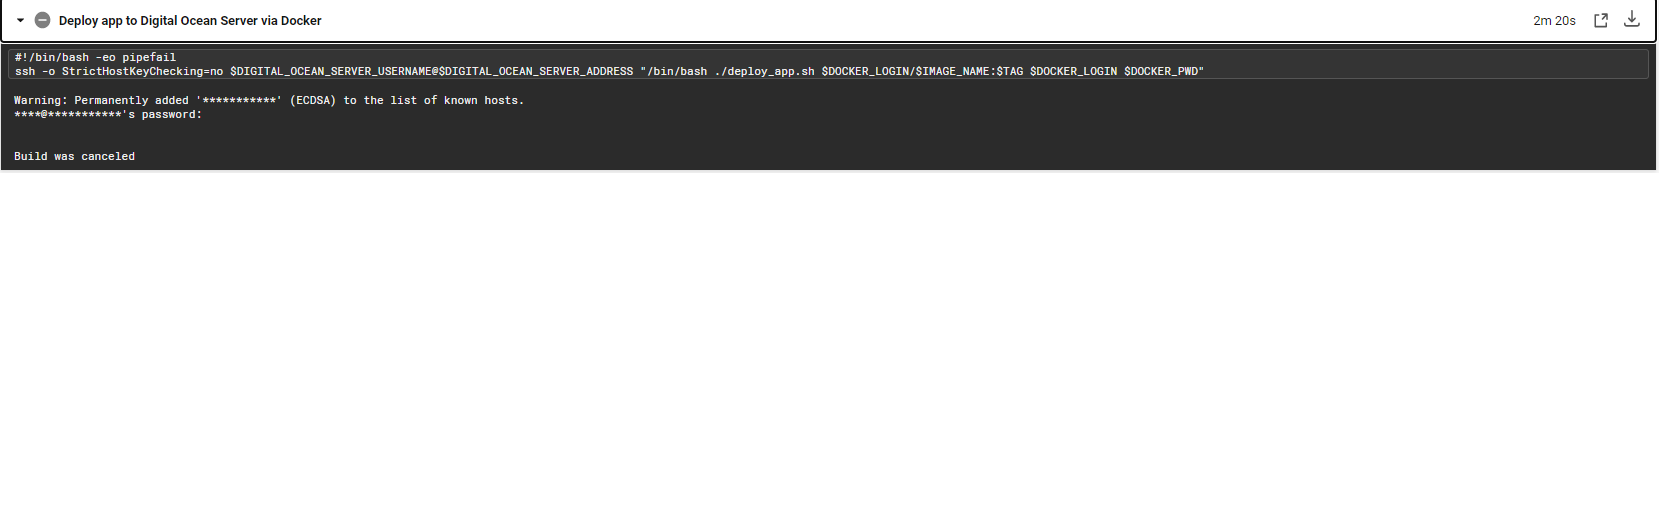 Deploy app to Digital Ocean Server via Docker
2m 20s
#!/bin/bash -eo pipefail
ssh -o StrictHostKeyChecking=no $DIGITAL_OCEAN_SERVER_USERNAME@$DIGITAL_OCEAN_SERVER_ADDRESS "/bin/bash ./deploy_app.sh $DOCKER_LOGIN/$IMAGE_NAME:$TAG $DOCKER_LOGIN $DOCKER_PWD"
Warning: Permanently added '***********' (ECDSA) to the list of known hosts.
****@***********'s password:
Build was canceled